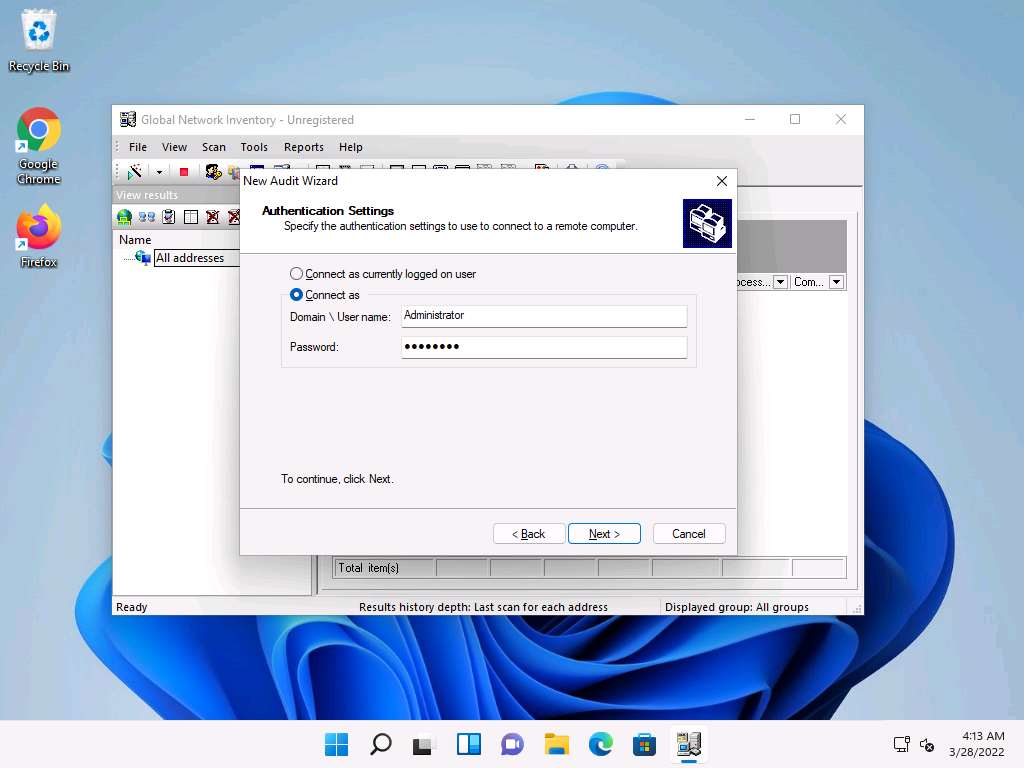 Recycle Bin
Google
Chrome
Firefox
Global Network Inventory - Unregistered
File View Scan Tools Reports Help
View results
Name
All addresses
New Audit Wizard
Authentication Settings
Specify the authentication settings to use to connect to a remote computer.
Connect as currently logged on user
Connect as
Domain \ User name: Administrator
Password: ••••••••
To continue, click Next.
< Back Next > Cancel
ocess... Com...
Total item(s)
Ready Results history depth: Last scan for each address Displayed group: All groups
4:13 AM
3/28/2022